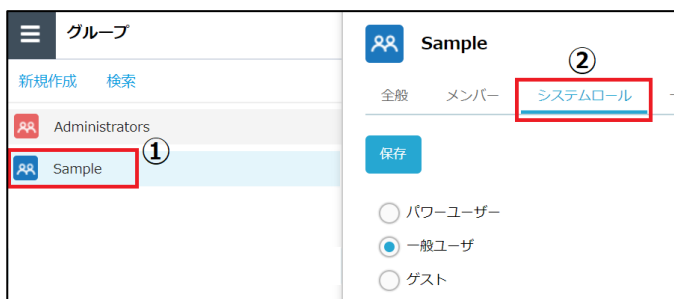 グループ
新規作成 検索
Administrators
①
Sample
Sample
②
全般 メンバー システムロール
保存
パワーユーザー
一般ユーザ
ゲスト